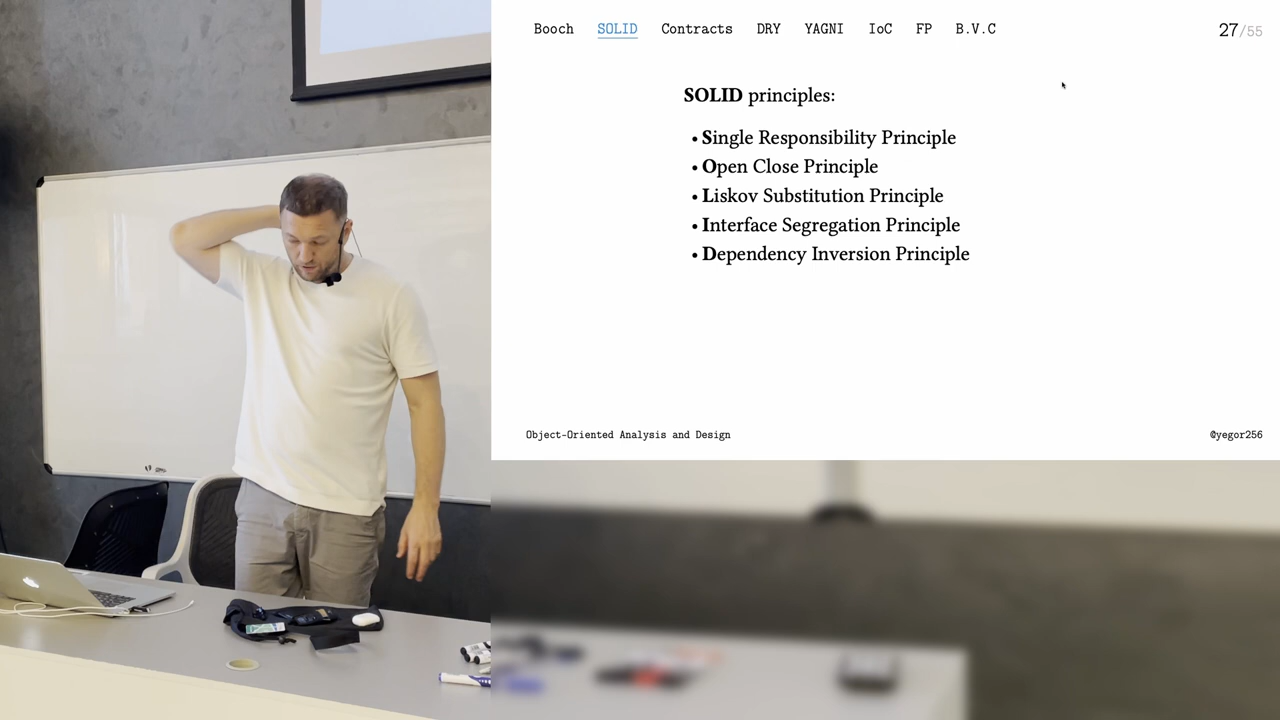 Booch SOLID Contracts DRY YAGNI IoC FP B.V.C 27/55
SOLID principles:
• Single Responsibility Principle
• Open Close Principle
• Liskov Substitution Principle
• Interface Segregation Principle
• Dependency Inversion Principle
Object-Oriented Analysis and Design @yegor256